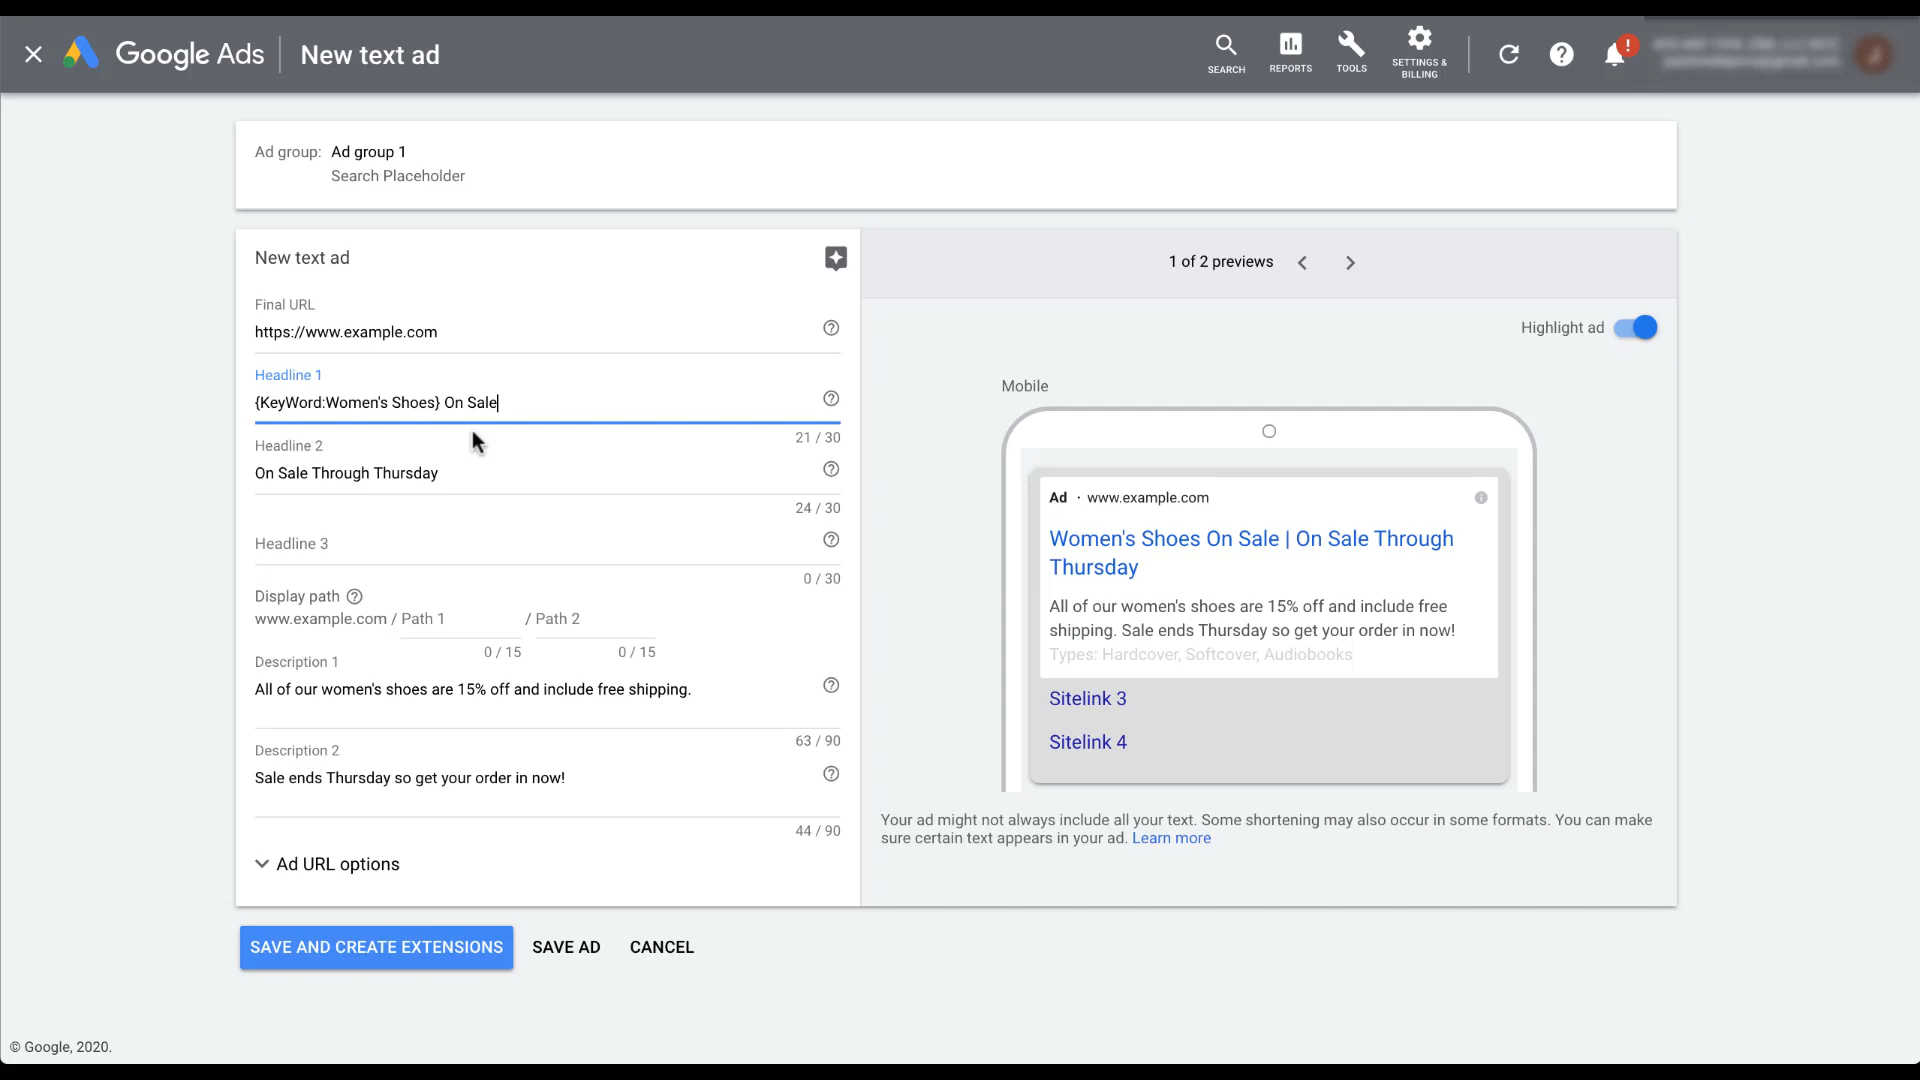 Google Ads
New text ad
SEARCH
REPORTS
TOOLS
SETTINGS &
BILLING
!
Ad group: Ad group 1
Search Placeholder
New text ad
Final URL
https://www.example.com
Headline 1
{KeyWord:Women's Shoes} On Sale
21 / 30
Headline 2
On Sale Through Thursday
24 / 30
Headline 3
0 / 30
Display path
www.example.com / Path 1 / Path 2
0 / 15 0 / 15
Description 1
All of our women's shoes are 15% off and include free shipping.
63 / 90
Description 2
Sale ends Thursday so get your order in now!
44 / 90
Ad URL options
1 of 2 previews
Highlight ad
Mobile
Ad · www.example.com
Women's Shoes On Sale | On Sale Through
Thursday
All of our women's shoes are 15% off and include free
shipping. Sale ends Thursday so get your order in now!
Types: Hardcover, Softcover, Audiobooks
Sitelink 3
Sitelink 4
Your ad might not always include all your text. Some shortening may also occur in some formats. You can make
sure certain text appears in your ad. Learn more
SAVE AND CREATE EXTENSIONS SAVE AD CANCEL
© Google, 2020.